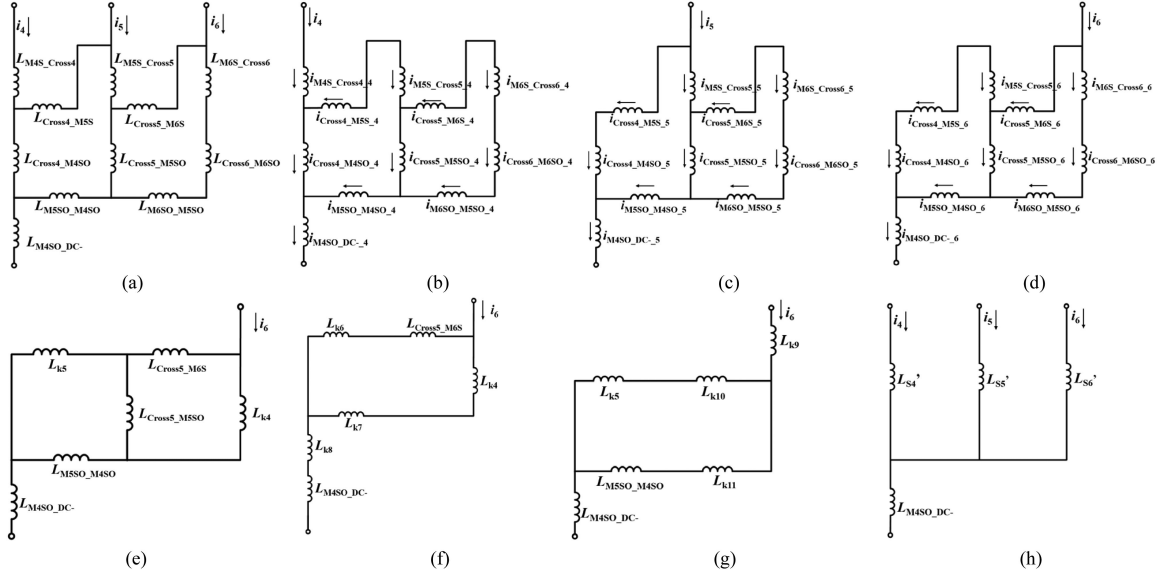 i4
i5
i6
LM4S_Cross4
LM5S_Cross5
LM6S_Cross6
LCross4_M5S
LCross5_M6S
LCross4_M4SO
LCross5_M5SO
LCross6_M6SO
LM5SO_M4SO
LM6SO_M5SO
LM4SO_DC-
(a)
i4
iM4S_Cross4_4
iM5S_Cross5_4
iM6S_Cross6_4
iCross4_M5S_4
iCross5_M6S_4
iCross4_M4SO_4
iCross5_M5SO_4
iCross6_M6SO_4
iM5SO_M4SO_4
iM6SO_M5SO_4
iM4SO_DC-_4
(b)
i5
iM5S_Cross5_5
iM6S_Cross6_5
iCross4_M5S_5
iCross5_M6S_5
iCross4_M4SO_5
iCross5_M5SO_5
iCross6_M6SO_5
iM5SO_M4SO_5
iM6SO_M5SO_5
iM4SO_DC-_5
(c)
i6
iM5S_Cross5_6
iM6S_Cross6_6
iCross4_M5S_6
iCross5_M6S_6
iCross4_M4SO_6
iCross5_M5SO_6
iCross6_M6SO_6
iM5SO_M4SO_6
iM6SO_M5SO_6
iM4SO_DC-_6
(d)
i6
Lk5
LCross5_M6S
LCross5_M5SO
Lk4
LM5SO_M4SO
LM4SO_DC-
(e)
i6
Lk6
LCross5_M6S
Lk4
Lk7
Lk8
LM4SO_DC-
(f)
i6
Lk9
Lk5
Lk10
LM5SO_M4SO
Lk11
LM4SO_DC-
(g)
i4
i5
i6
LS4'
LS5'
LS6'
LM4SO_DC-
(h)